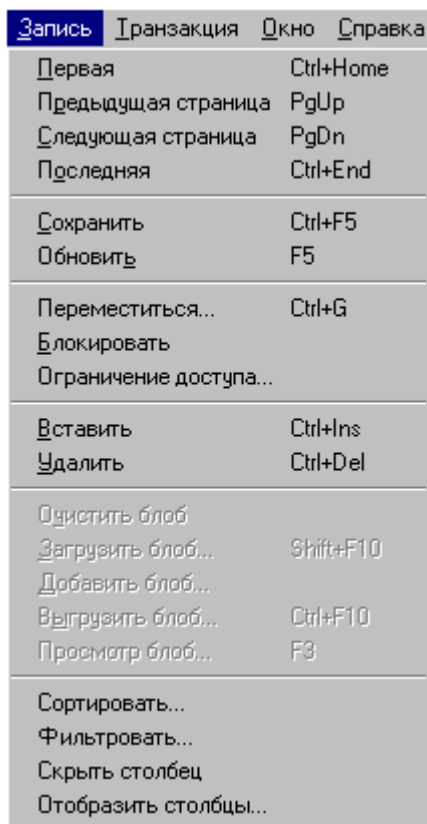 Запись Транзакция Окно Справка
Первая Ctrl+Home
Предыдущая страница PgUp
Следующая страница PgDn
Последняя Ctrl+End
Сохранить Ctrl+F5
Обновить F5
Переместиться... Ctrl+G
Блокировать
Ограничение доступа...
Вставить Ctrl+Ins
Удалить Ctrl+Del
Очистить блоб
Загрузить блоб... Shift+F10
Добавить блоб...
Выгрузить блоб... Ctrl+F10
Просмотр блоб... F3
Сортировать...
Фильтровать...
Скрыть столбец
Отобразить столбцы...